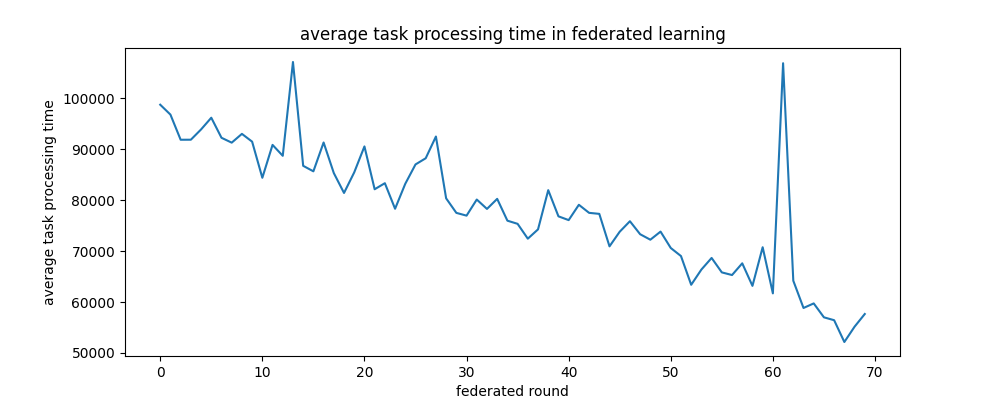 average task processing time in federated learning
average task processing time
100000
90000
80000
70000
60000
50000
0 10 20 30 40 50 60 70
federated round